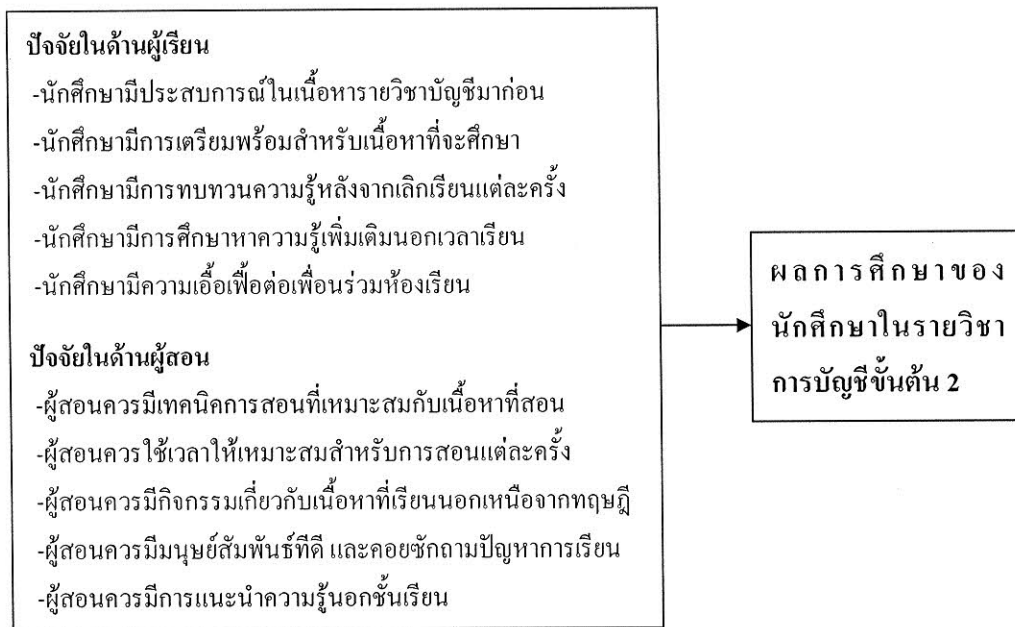 ปัจจัยในด้านผู้เรียน
-นักศึกษามีประสบการณ์ในเนื้อหารายวิชาบัญชีมาก่อน
-นักศึกษามีการเตรียมพร้อมสำหรับเนื้อหาที่จะศึกษา
-นักศึกษามีการทบทวนความรู้หลังจากเลิกเรียนแต่ละครั้ง
-นักศึกษามีการศึกษาหาความรู้เพิ่มเติมนอกเวลาเรียน
-นักศึกษามีความเอื้อเฟื้อต่อเพื่อนร่วมห้องเรียน
ปัจจัยในด้านผู้สอน
-ผู้สอนควรมีเทคนิคการสอนที่เหมาะสมกับเนื้อหาที่สอน
-ผู้สอนควรใช้เวลาให้เหมาะสมสำหรับการสอนแต่ละครั้ง
-ผู้สอนควรมีกิจกรรมเกี่ยวกับเนื้อหาที่เรียนนอกเหนือจากทฤษฎี
-ผู้สอนควรมีมนุษย์สัมพันธ์ทีดี และคอยซักถามปัญหาการเรียน
-ผู้สอนควรมีการแนะนำความรู้นอกชั้นเรียน
ผลการศึกษาของ
นักศึกษาในรายวิชา
การบัญชีขั้นต้น 2